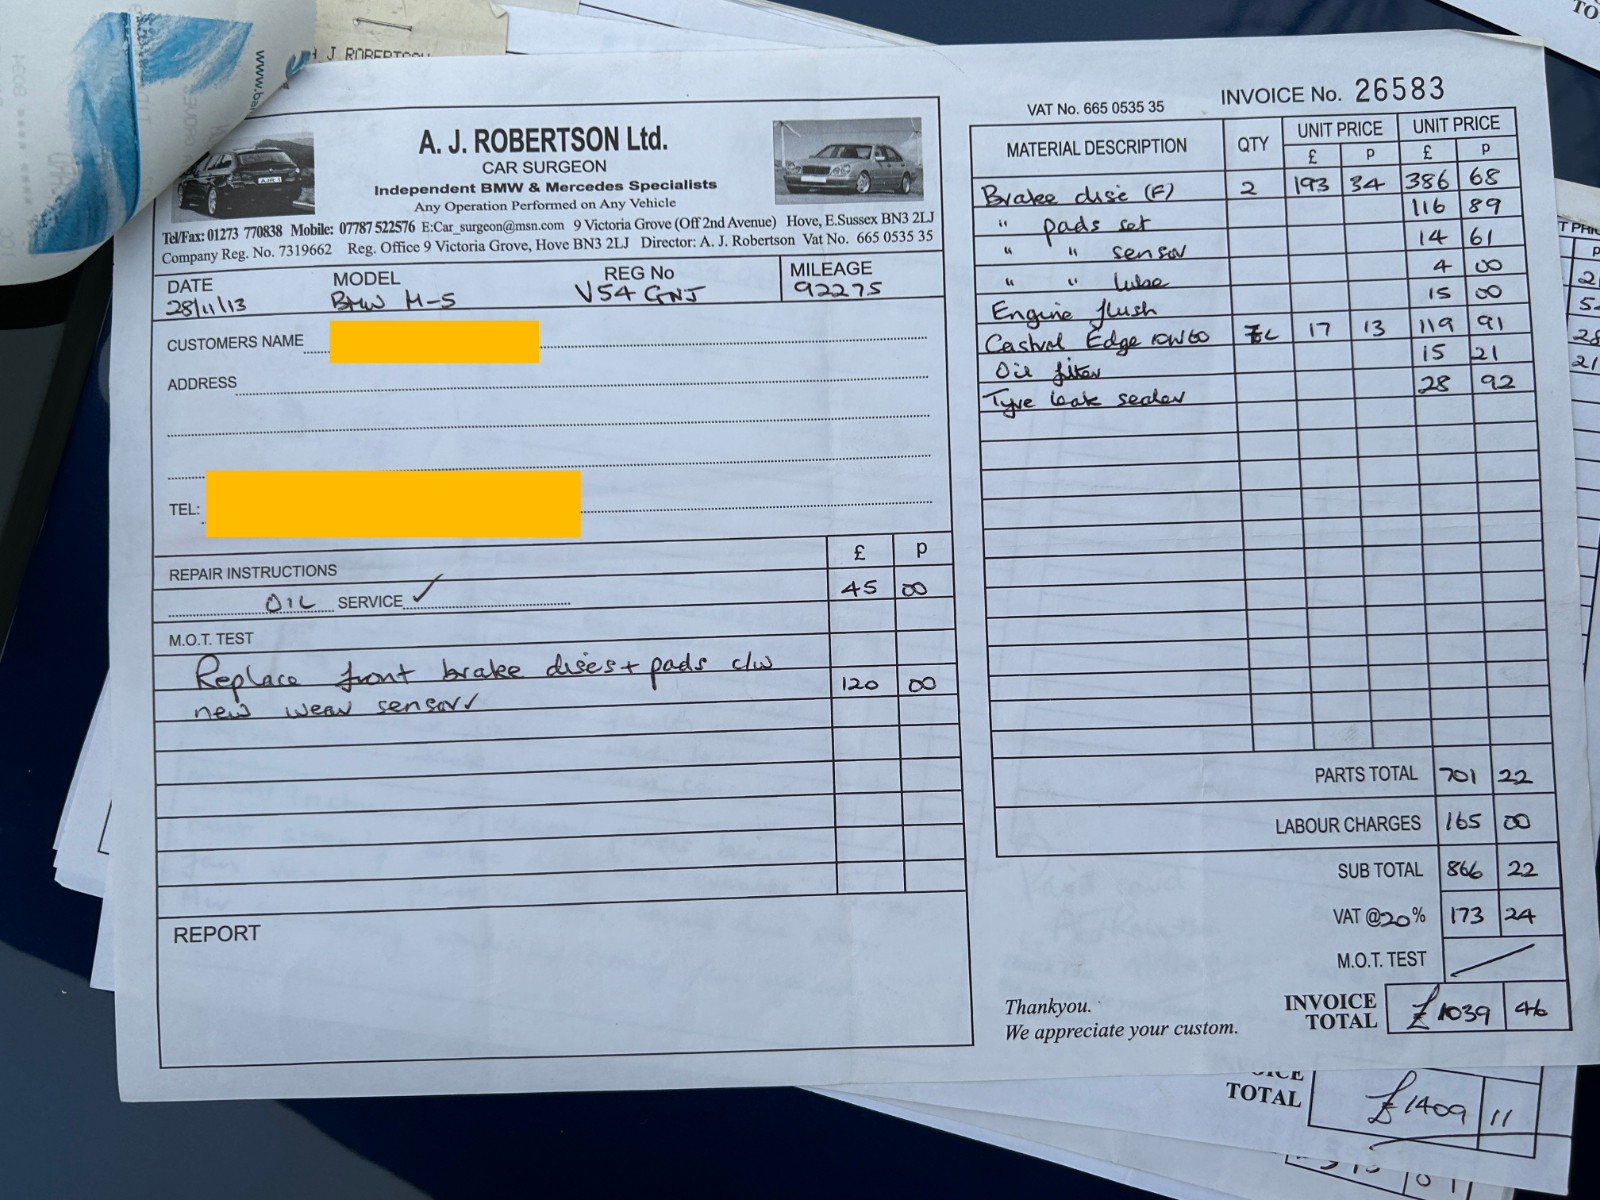 www.ba
J ROBERTSON
VAT No. 665 0535 35 INVOICE No. 26583
A. J. ROBERTSON Ltd.
CAR SURGEON
Independent BMW & Mercedes Specialists
Any Operation Performed on Any Vehicle
Tel/Fax: 01273 770838 Mobile: 07787 522576 E:Car_surgeon@msn.com 9 Victoria Grove (Off 2nd Avenue) Hove, E.Sussex BN3 2LJ
Company Reg. No. 7319662 Reg. Office 9 Victoria Grove, Hove BN3 2LJ Director: A. J. Robertson Vat No. 665 0535 35
DATE MODEL REG No MILEAGE
28/11/13 BMW M-5 V54 GNJ 92275
CUSTOMERS NAME
ADDRESS
TEL:
£ P
REPAIR INSTRUCTIONS
OIL SERVICE ✓ 45 00
M.O.T. TEST
Replace front brake discs + pads c/w
new wear sensor ✓ 120 00
REPORT
MATERIAL DESCRIPTION QTY UNIT PRICE UNIT PRICE
£ P £ P
Brake disc (F) 2 193 34 386 68
" pads set 116 89
" " sensor 14 61
" " lube 4 00
Engine flush 15 00
Castrol Edge 10W60 7L 17 13 119 91
Oil filter 15 21
Tyre leak sealer 28 92
PARTS TOTAL 701 22
LABOUR CHARGES 165 00
SUB TOTAL 866 22
VAT @ 20% 173 24
M.O.T. TEST
Thankyou.
We appreciate your custom.
INVOICE TOTAL £1039 46
TOTAL £1409 11